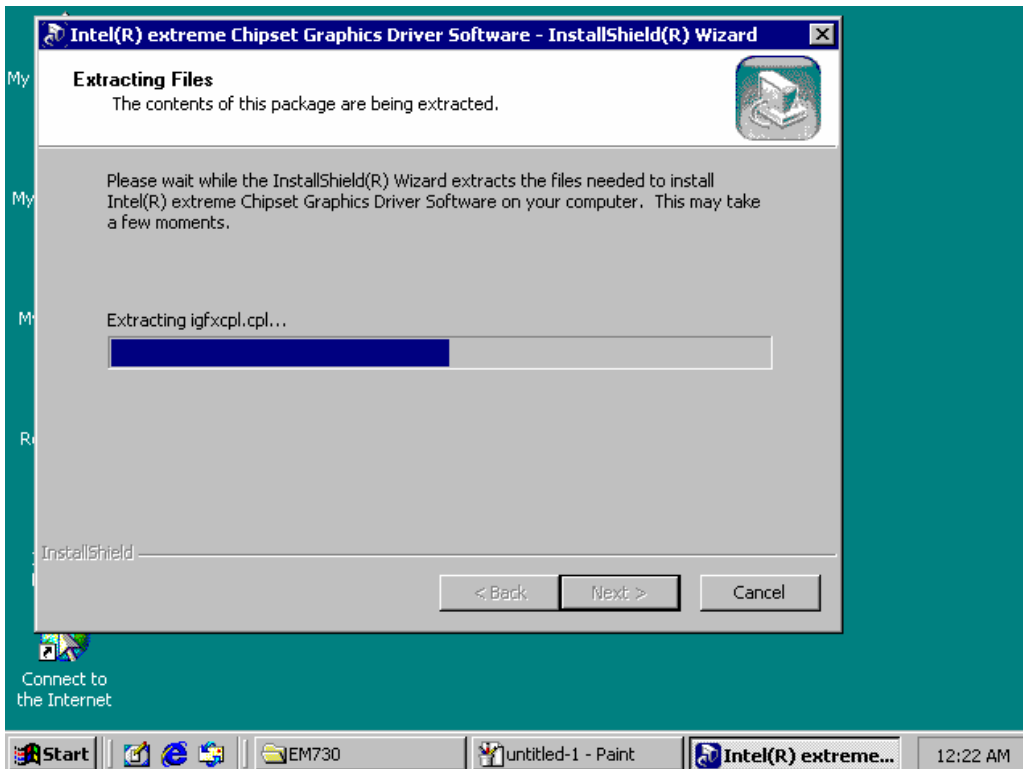 Intel(R) extreme Chipset Graphics Driver Software - InstallShield(R) Wizard
Extracting Files
The contents of this package are being extracted.
My
Please wait while the InstallShield(R) Wizard extracts the files needed to install
My
Intel(R) extreme Chipset Graphics Driver Software on your computer. This may take
a few moments.
Extracting igfxcpl.cpl...
InstallShield
< Back
Next >
Cancel
Connect to
the Internet
Start
EM730
untitled-1 - Paint
Intel(R) extreme...
12:22 AM